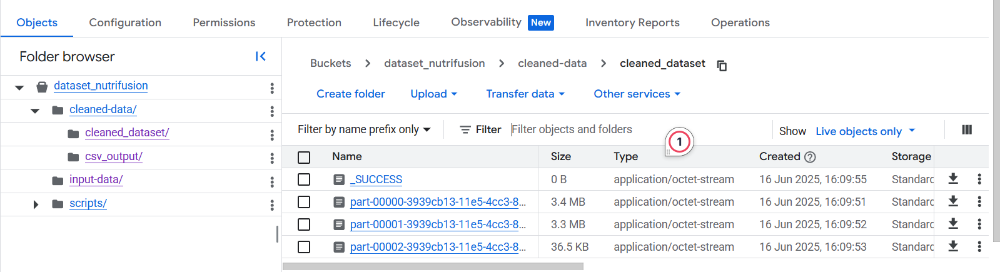 Objects Configuration Permissions Protection Lifecycle Observability New Inventory Reports Operations
Folder browser
dataset_nutrifusion
cleaned-data/
cleaned_dataset/
csv_output/
input-data/
scripts/
Buckets > dataset_nutrifusion > cleaned-data > cleaned_dataset
Create folder Upload Transfer data Other services
Filter by name prefix only Filter Filter objects and folders Show Live objects only
1
Name Size Type Created Storage
_SUCCESS 0 B application/octet-stream 16 Jun 2025, 16:09:55 Standard
part-00000-3939cb13-11e5-4cc3-8... 3.4 MB application/octet-stream 16 Jun 2025, 16:09:51 Standard
part-00001-3939cb13-11e5-4cc3-8... 3.3 MB application/octet-stream 16 Jun 2025, 16:09:52 Standard
part-00002-3939cb13-11e5-4cc3-8... 36.5 KB application/octet-stream 16 Jun 2025, 16:09:53 Standard